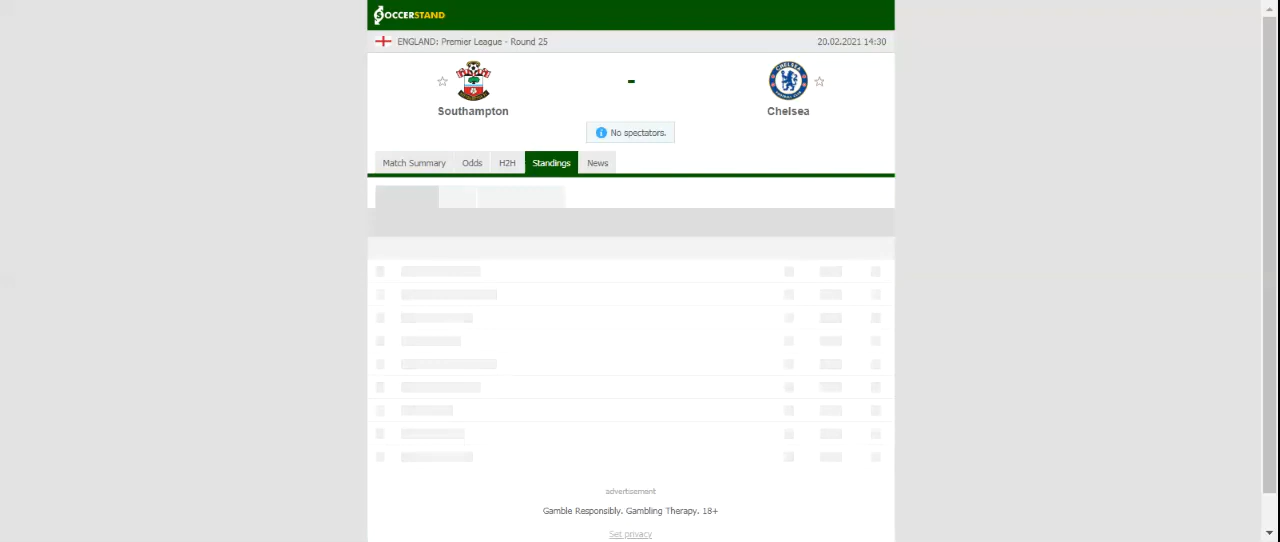 SOCCERSTAND
ENGLAND: Premier League - Round 25 20.02.2021 14:30
-
Southampton Chelsea
No spectators.
Match Summary Odds H2H Standings News
advertisement
Gamble Responsibly. Gambling Therapy. 18+
Set privacy